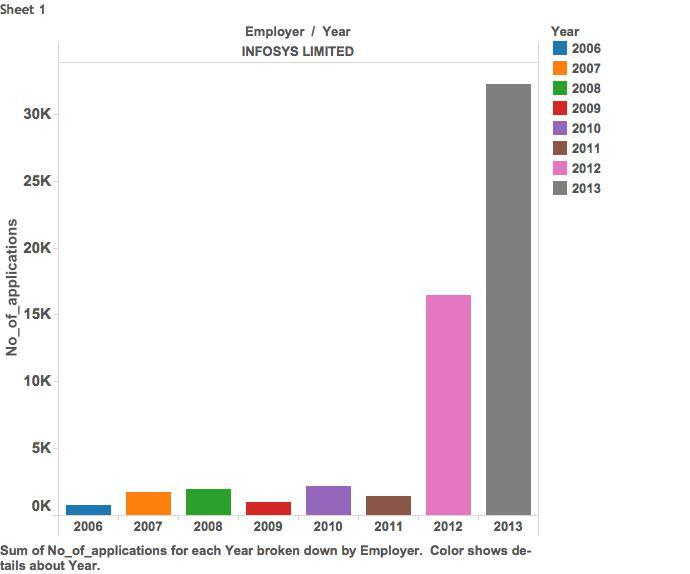 Sheet 1
Employer / Year
INFOSYS LIMITED
Year
2006
2007
2008
2009
2010
2011
2012
2013
No_of_applications
30K
25K
20K
15K
10K
5K
0K
2006 2007 2008 2009 2010 2011 2012 2013
Sum of No_of_applications for each Year broken down by Employer. Color shows de-
tails about Year.